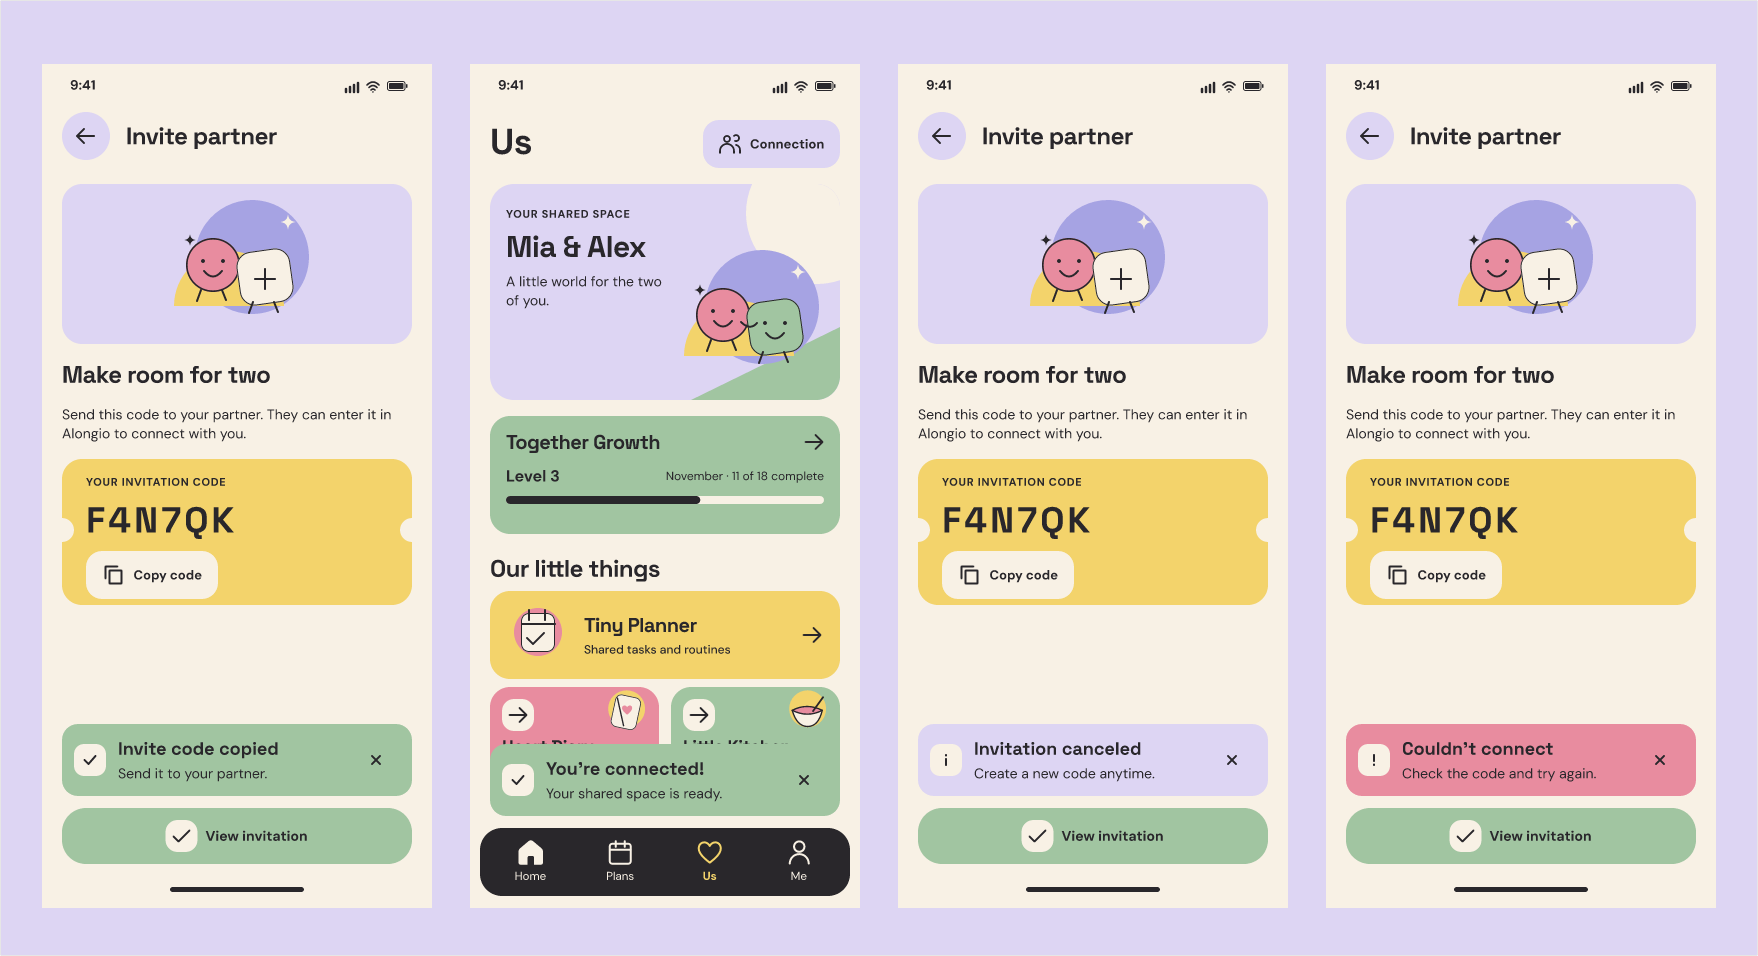 9:41
Invite partner
Make room for two
Send this code to your partner. They can enter it in
Alongio to connect with you.
YOUR INVITATION CODE
F4N7QK
Copy code
Invite code copied
Send it to your partner.
View invitation
9:41
Us
Connection
YOUR SHARED SPACE
Mia & Alex
A little world for the two
of you.
Together Growth
Level 3
November · 11 of 18 complete
Our little things
Tiny Planner
Shared tasks and routines
You're connected!
Your shared space is ready.
Home
Plans
Us
Me
9:41
Invite partner
Make room for two
Send this code to your partner. They can enter it in
Alongio to connect with you.
YOUR INVITATION CODE
F4N7QK
Copy code
Invitation canceled
Create a new code anytime.
View invitation
9:41
Invite partner
Make room for two
Send this code to your partner. They can enter it in
Alongio to connect with you.
YOUR INVITATION CODE
F4N7QK
Copy code
Couldn't connect
Check the code and try again.
View invitation